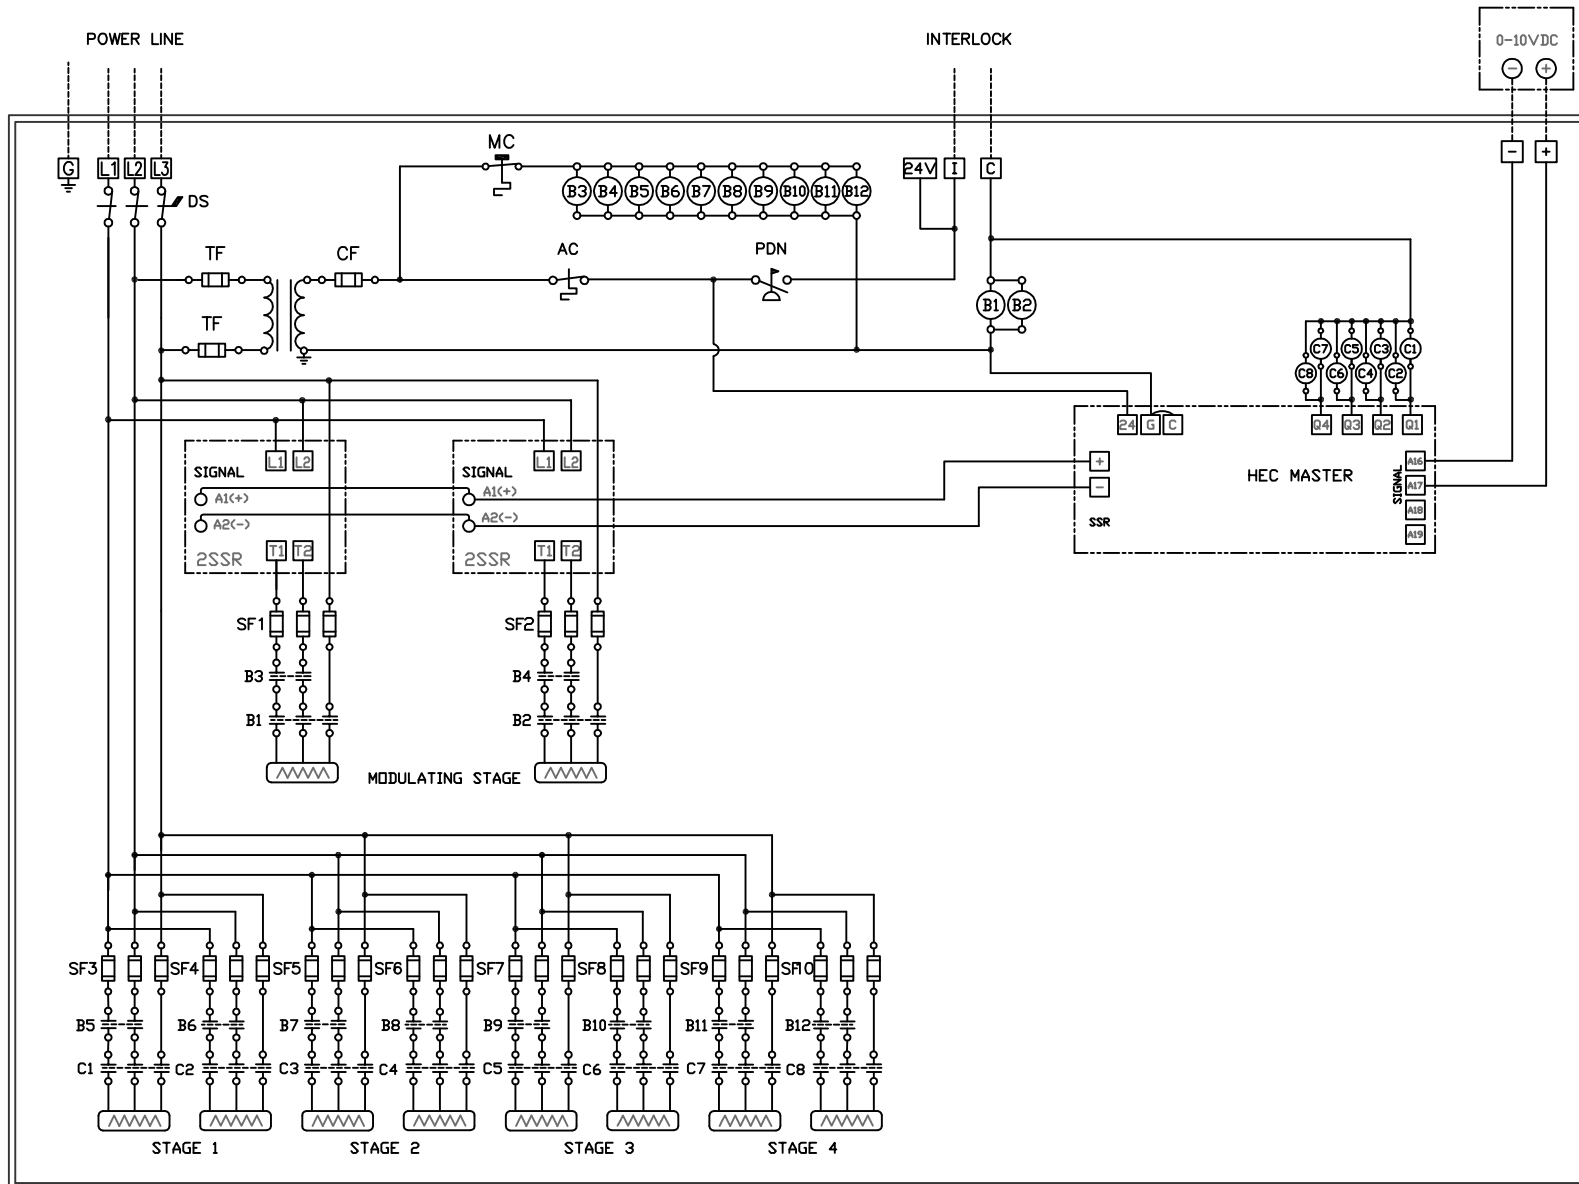 POWER LINE
INTERLOCK
0-10VDC
- +
G L1 L2 L3
DS
MC
B3 B4 B5 B6 B7 B8 B9 B10 B11 B12
24V I C
- +
TF
CF
AC
PDN
B1 B2
TF
C7 C5 C3 C1
C8 C6 C4 C2
24 G C
Q4 Q3 Q2 Q1
L1 L2
L1 L2
SIGNAL
SIGNAL
A1(+)
A1(+)
A2(-)
A2(-)
2SSR
2SSR
T1 T2
T1 T2
+
-
SSR
HEC MASTER
SIGNAL
A16
A17
A18
A19
SF1
SF2
B3
B4
B1
B2
MODULATING STAGE
SF3 SF4 SF5 SF6 SF7 SF8 SF9 SF10
B5 B6 B7 B8 B9 B10 B11 B12
C1 C2 C3 C4 C5 C6 C7 C8
STAGE 1 STAGE 2 STAGE 3 STAGE 4